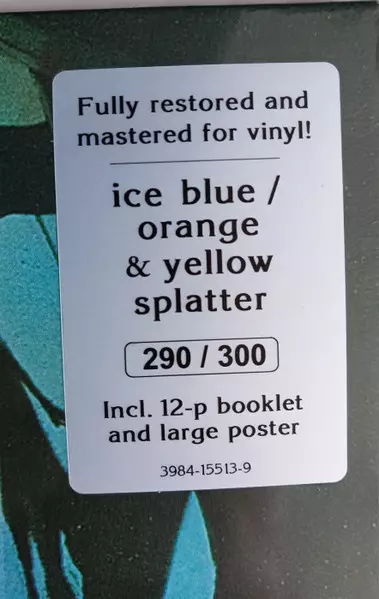 Fully restored and
mastered for vinyl!
ice blue /
orange
& yellow
splatter
290 / 300
Incl. 12-p booklet
and large poster
3984-15513-9